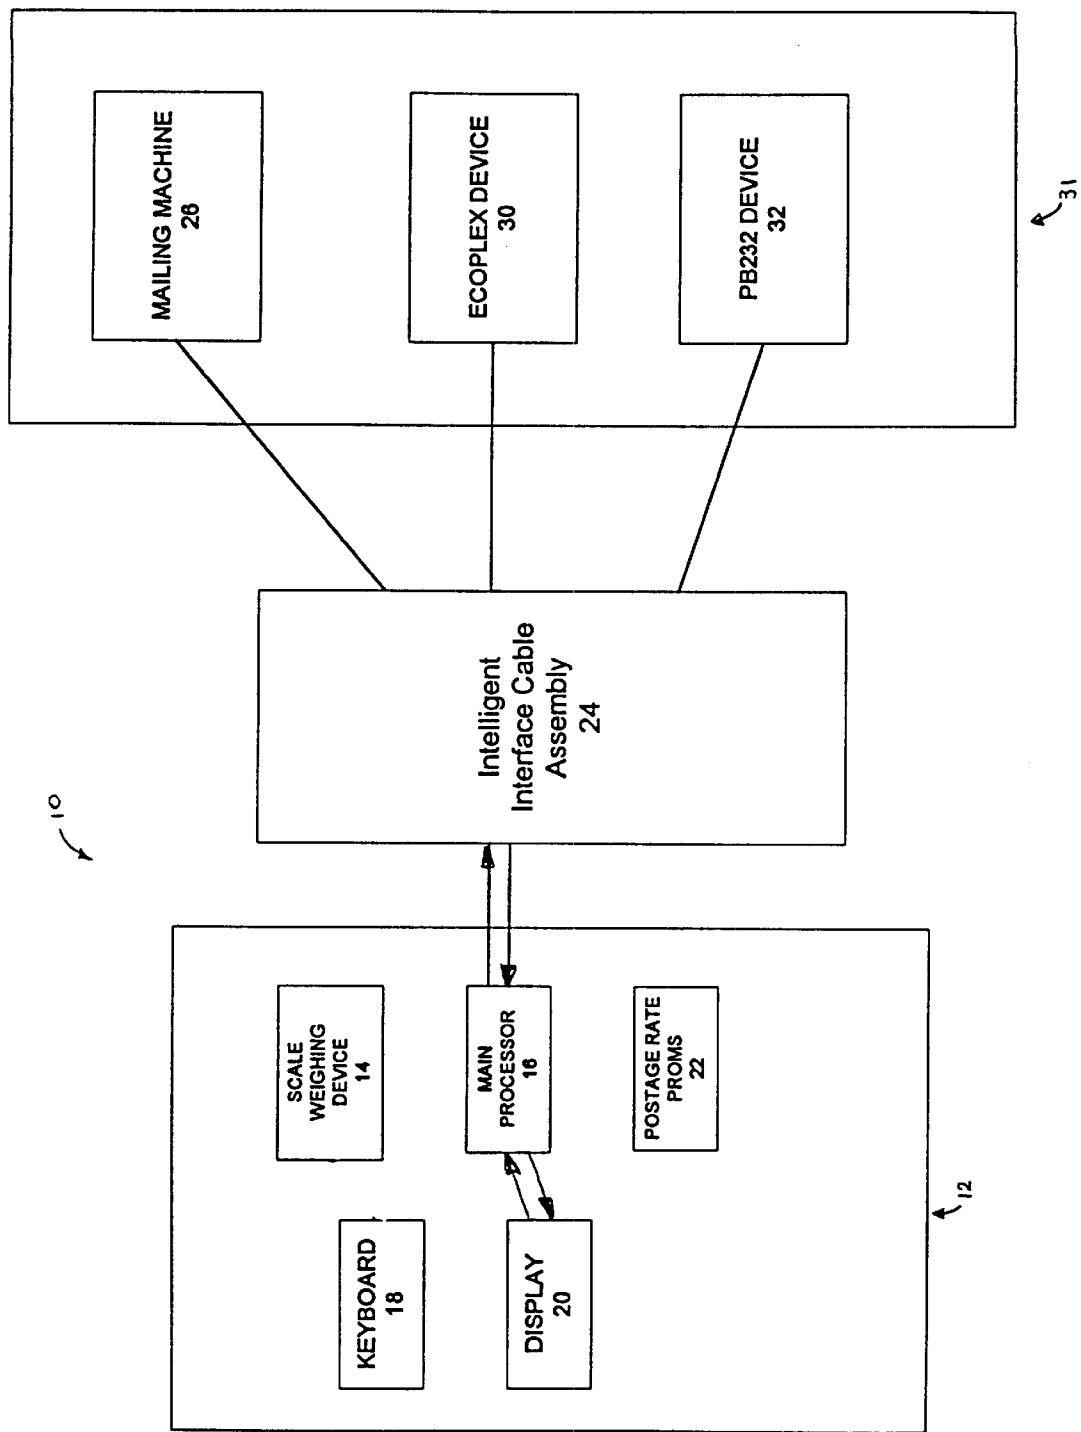 10
SCALE
WEIGHING
DEVICE
14
KEYBOARD
18
MAIN
PROCESSOR
16
DISPLAY
20
POSTAGE RATE
PROMS
22
12
Intelligent
Interface Cable
Assembly
24
MAILING MACHINE
26
ECOPLEX DEVICE
30
PB232 DEVICE
32
31